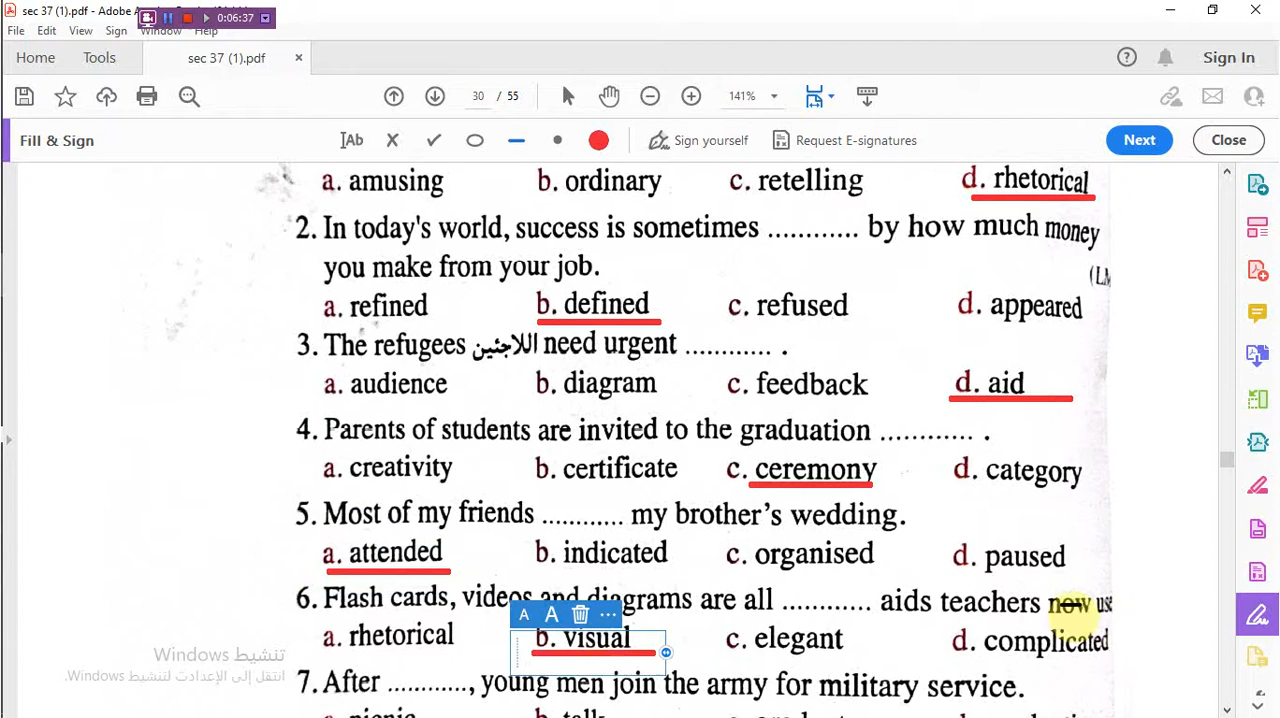 sec 37 (1).pdf - Adobe A
0:06:37
File Edit View Sign Window Help
Home Tools sec 37 (1).pdf × Sign In
30 / 55 141%
Fill & Sign Ab Sign yourself Request E-signatures Next Close
a. amusing b. ordinary c. retelling d. rhetorical
2. In today's world, success is sometimes ............ by how much money
you make from your job.
(LM
a. refined b. defined c. refused d. appeared
3. The refugees اللاجئين need urgent ............ .
a. audience b. diagram c. feedback d. aid
4. Parents of students are invited to the graduation ............ .
a. creativity b. certificate c. ceremony d. category
5. Most of my friends ............ my brother's wedding.
a. attended b. indicated c. organised d. paused
6. Flash cards, videos and diagrams are all ............ aids teachers now use
A A
a. rhetorical b. visual c. elegant d. complicated
تنشيط Windows
انتقل إلى الإعدادت لتنشيط Windows.
7. After ............, young men join the army for military service.
a. picnic b. talk